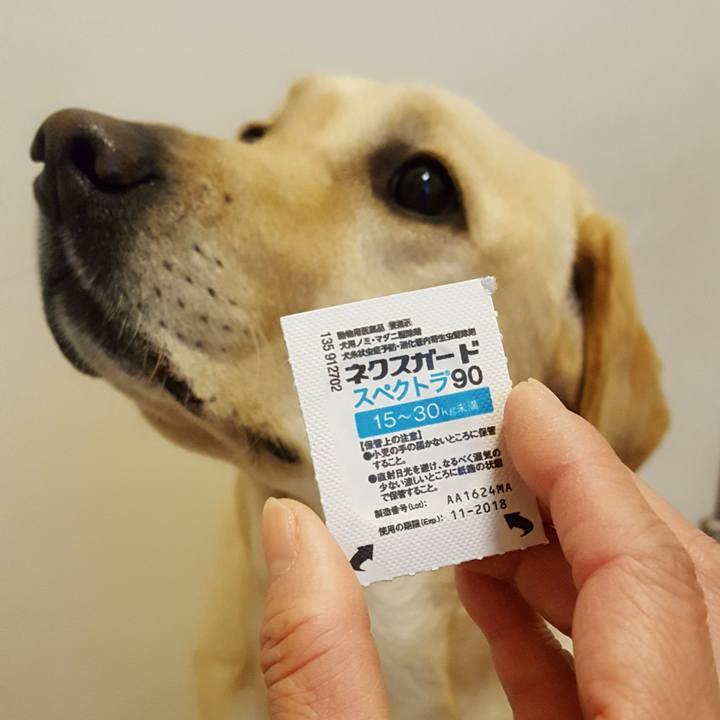 動物用医薬品 要指示
犬用ノミ・マダニ駆除剤
犬糸状虫症予防・消化管内寄生虫駆除剤
ネクスガード
スペクトラ90
15～30kg未満
【保管上の注意】
●小児の手の届かないところに保管
すること。
●直射日光を避け、なるべく湿気の
少ない涼しいところに紙箱の状態
で保管すること。
製造番号(Lot): AA1624MA
使用の期限(Exp.): 11-2018
135 912702